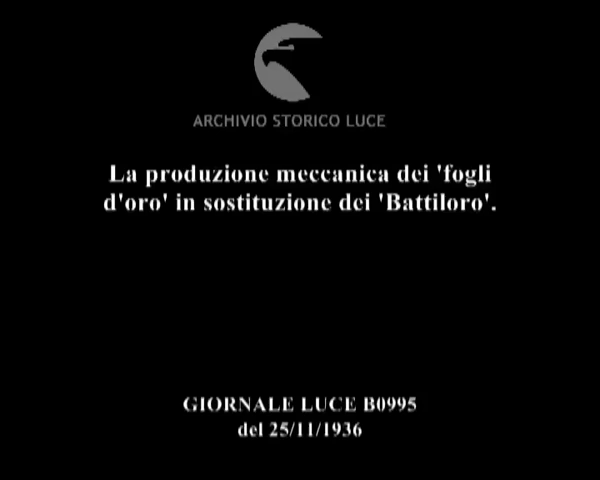 ARCHIVIO STORICO LUCE
La produzione meccanica dei 'fogli
d'oro' in sostituzione dei 'Battiloro'.
GIORNALE LUCE B0995
del 25/11/1936